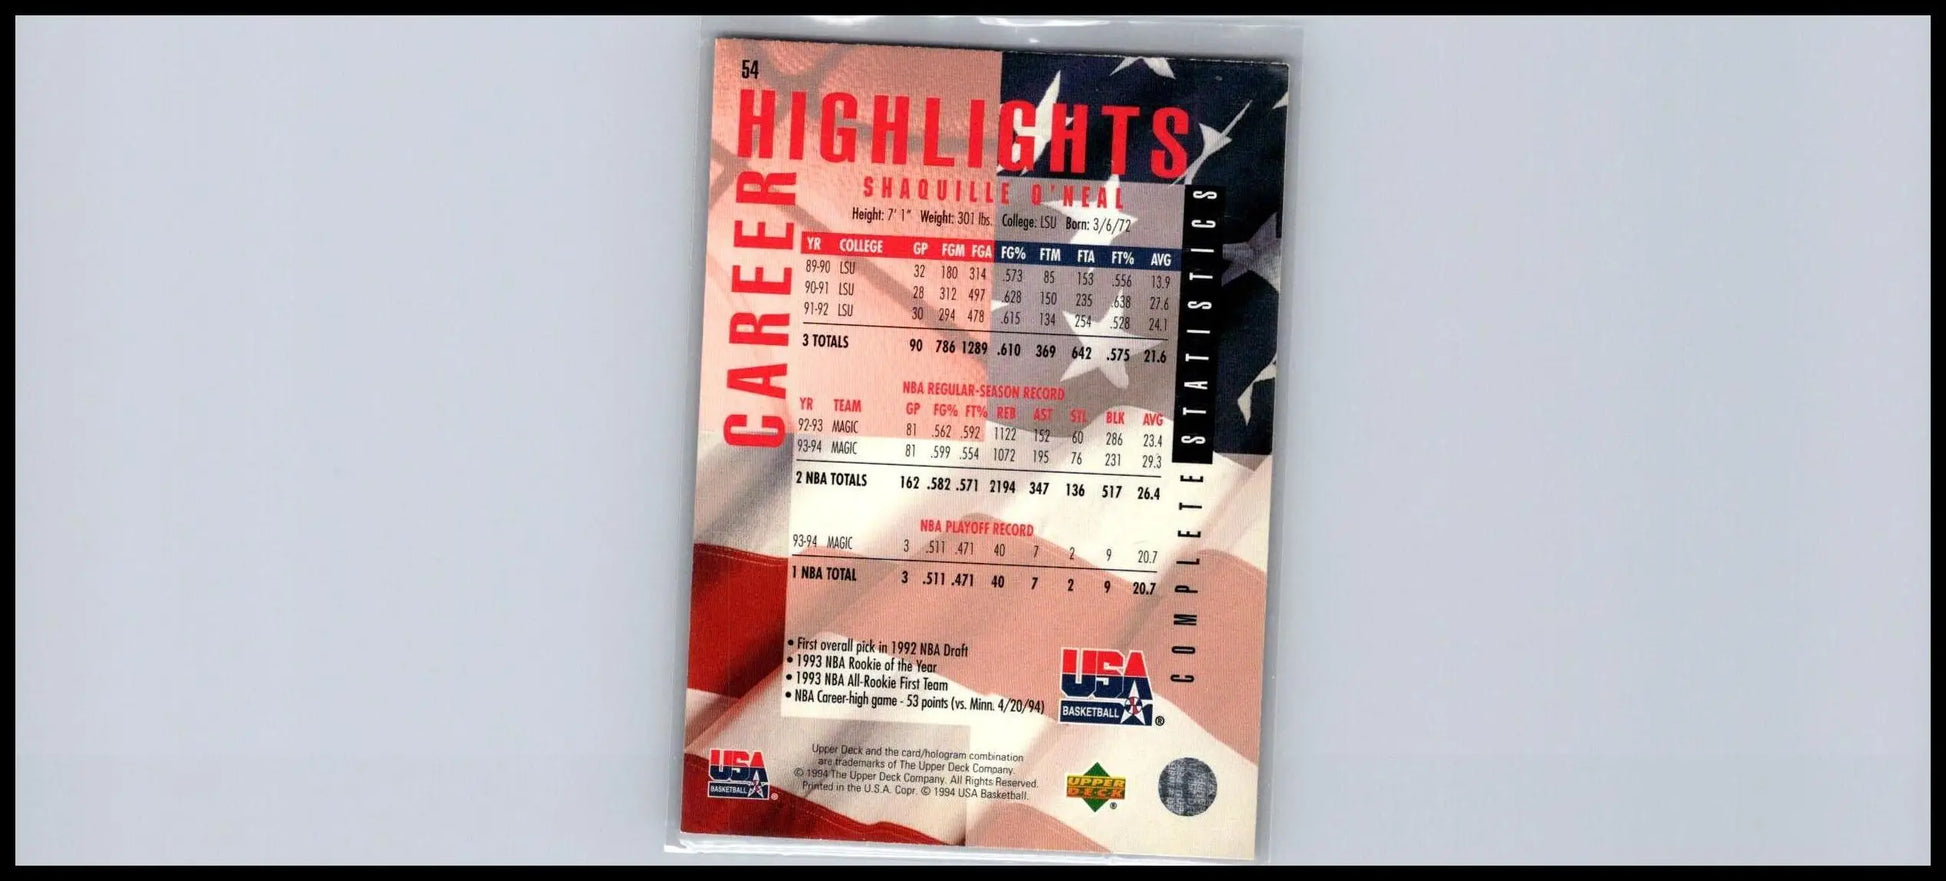 54
CAREER
HIGHLIGHTS
SHAQUILLE O'NEAL
Height: 7' 1" Weight: 301 lbs. College: LSU Born: 3/6/72
YR COLLEGE GP FGM FGA FG% FTM FTA FT% AVG
89-90 LSU 32 180 314 .573 85 153 .556 13.9
90-91 LSU 28 312 497 .628 150 235 .638 27.6
91-92 LSU 30 294 478 .615 134 254 .528 24.1
3 TOTALS 90 786 1289 .610 369 642 .575 21.6
NBA REGULAR-SEASON RECORD
YR TEAM GP FG% FT% REB AST STL BLK AVG
92-93 MAGIC 81 .562 .592 1122 152 60 286 23.4
93-94 MAGIC 81 .599 .554 1072 195 76 231 29.3
2 NBA TOTALS 162 .582 .571 2194 347 136 517 26.4
NBA PLAYOFF RECORD
93-94 MAGIC 3 .511 .471 40 7 2 9 20.7
1 NBA TOTAL 3 .511 .471 40 7 2 9 20.7
COMPLETE STATISTICS
• First overall pick in 1992 NBA Draft
• 1993 NBA Rookie of the Year
• 1993 NBA All-Rookie First Team
• NBA Career-high game - 53 points (vs. Minn. 4/20/94)
USA
BASKETBALL ®
Upper Deck and the card/hologram combination
are trademarks of The Upper Deck Company.
© 1994 The Upper Deck Company. All Rights Reserved.
Printed in the U.S.A. Copr. © 1994 USA Basketball.
USA
BASKETBALL ®
UPPER
DECK ®